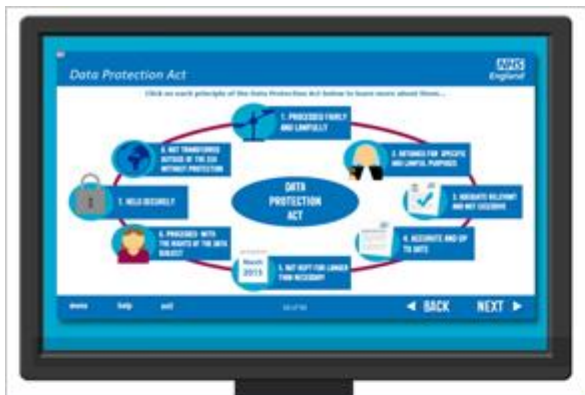 Data Protection Act
NHS
England
Click on each principle of the Data Protection Act below to learn more about them...
1. PROCESSED FAIRLY
AND LAWFULLY
2. OBTAINED FOR SPECIFIC
AND LAWFUL PURPOSES
3. ADEQUATE RELEVANT
AND NOT EXCESSIVE
4. ACCURATE AND UP
TO DATE
March
2015
5. NOT KEPT FOR LONGER
THAN NECESSARY
6. PROCESSED WITH
THE RIGHTS OF THE DATA
SUBJECT
7. HELD SECURELY
8. NOT TRANSFERRED
OUTSIDE OF THE EEA
WITHOUT PROTECTION
DATA
PROTECTION
ACT
menu
help
exit
BACK
NEXT